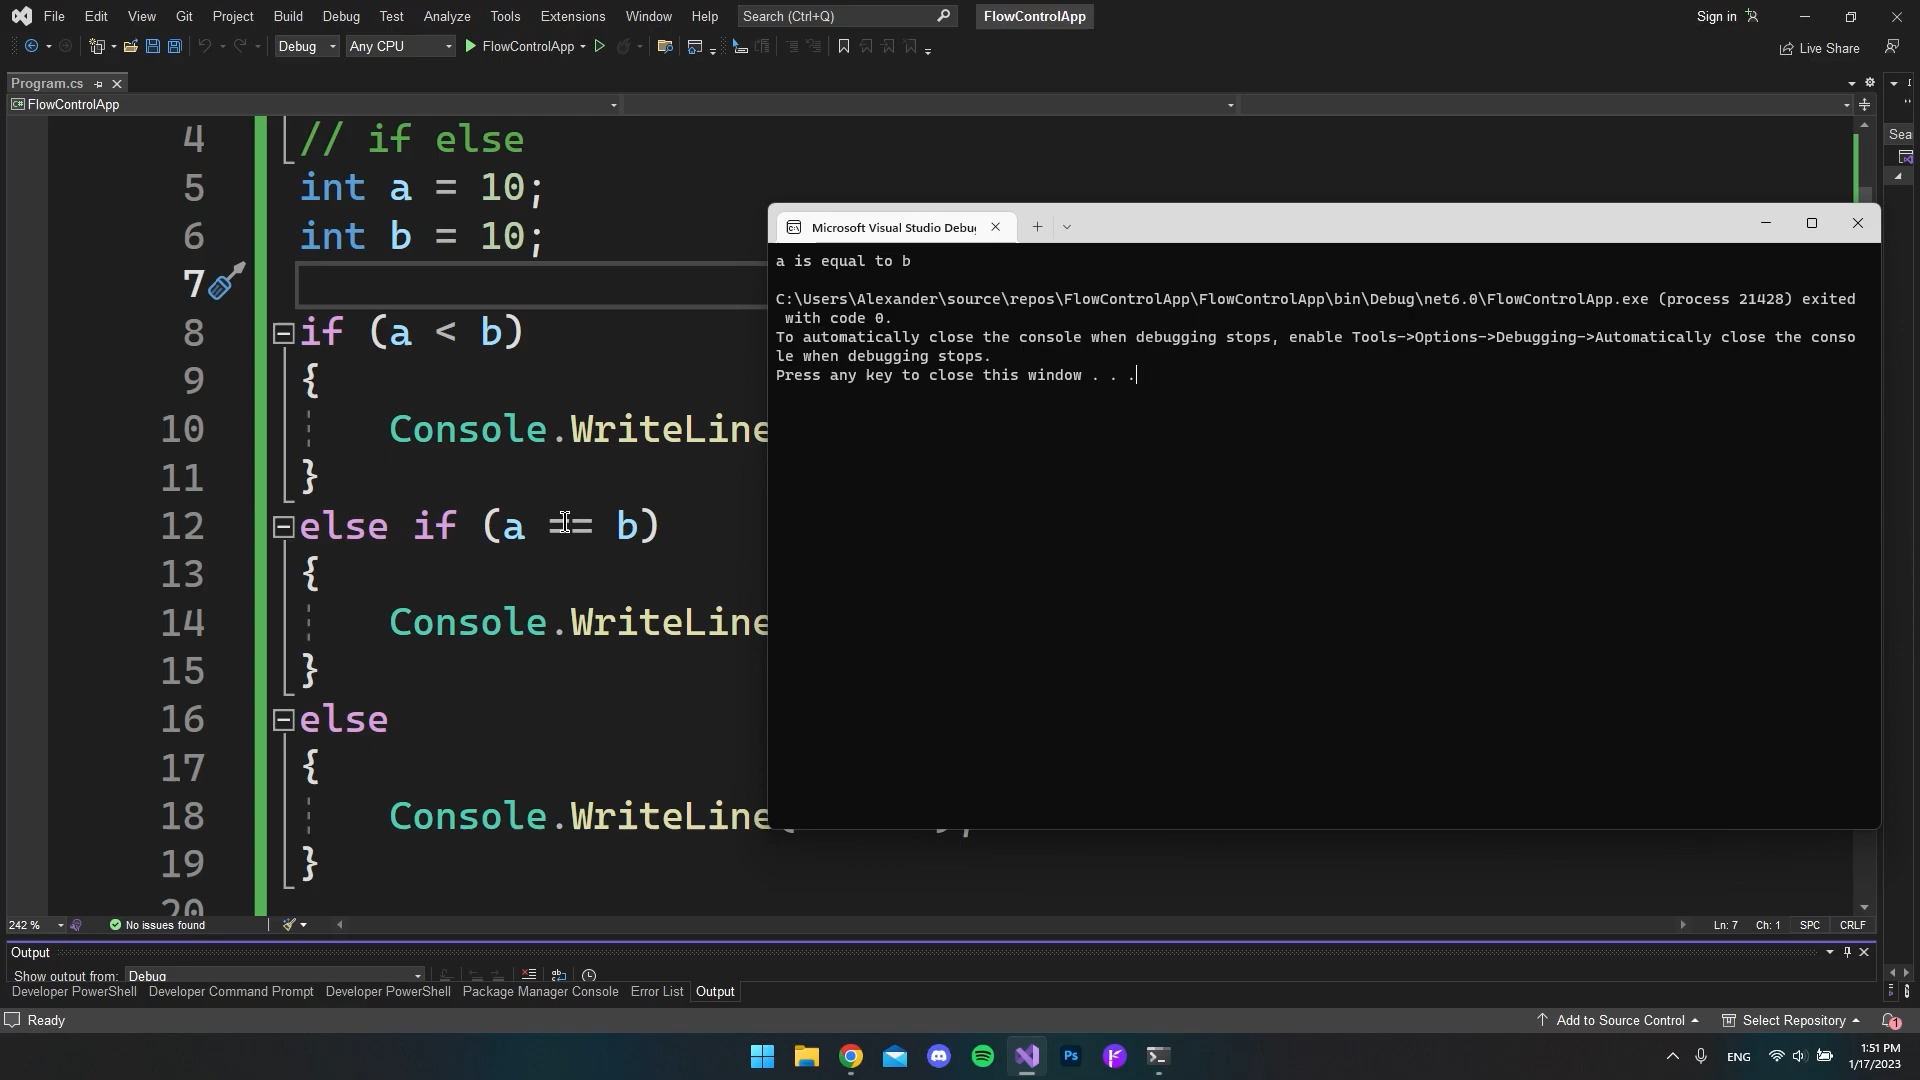 File Edit View Git Project Build Debug Test Analyze Tools Extensions Window Help Search (Ctrl+Q) FlowControlApp Sign in
Debug Any CPU FlowControlApp Live Share
Program.cs
FlowControlApp
4 // if else
5 int a = 10;
6 int b = 10;
7
8 if (a < b)
9 {
10 Console.WriteLine
11 }
12 else if (a == b)
13 {
14 Console.WriteLine
15 }
16 else
17 {
18 Console.WriteLine
19 }
20
Sea
Microsoft Visual Studio Debu
a is equal to b
C:\Users\Alexander\source\repos\FlowControlApp\FlowControlApp\bin\Debug\net6.0\FlowControlApp.exe (process 21428) exited
with code 0.
To automatically close the console when debugging stops, enable Tools->Options->Debugging->Automatically close the conso
le when debugging stops.
Press any key to close this window . . .
242 % No issues found Ln: 7 Ch: 1 SPC CRLF
Output
Show output from: Debug
Developer PowerShell Developer Command Prompt Developer PowerShell Package Manager Console Error List Output
Ready Add to Source Control Select Repository 1
Ps ENG 1:51 PM
1/17/2023